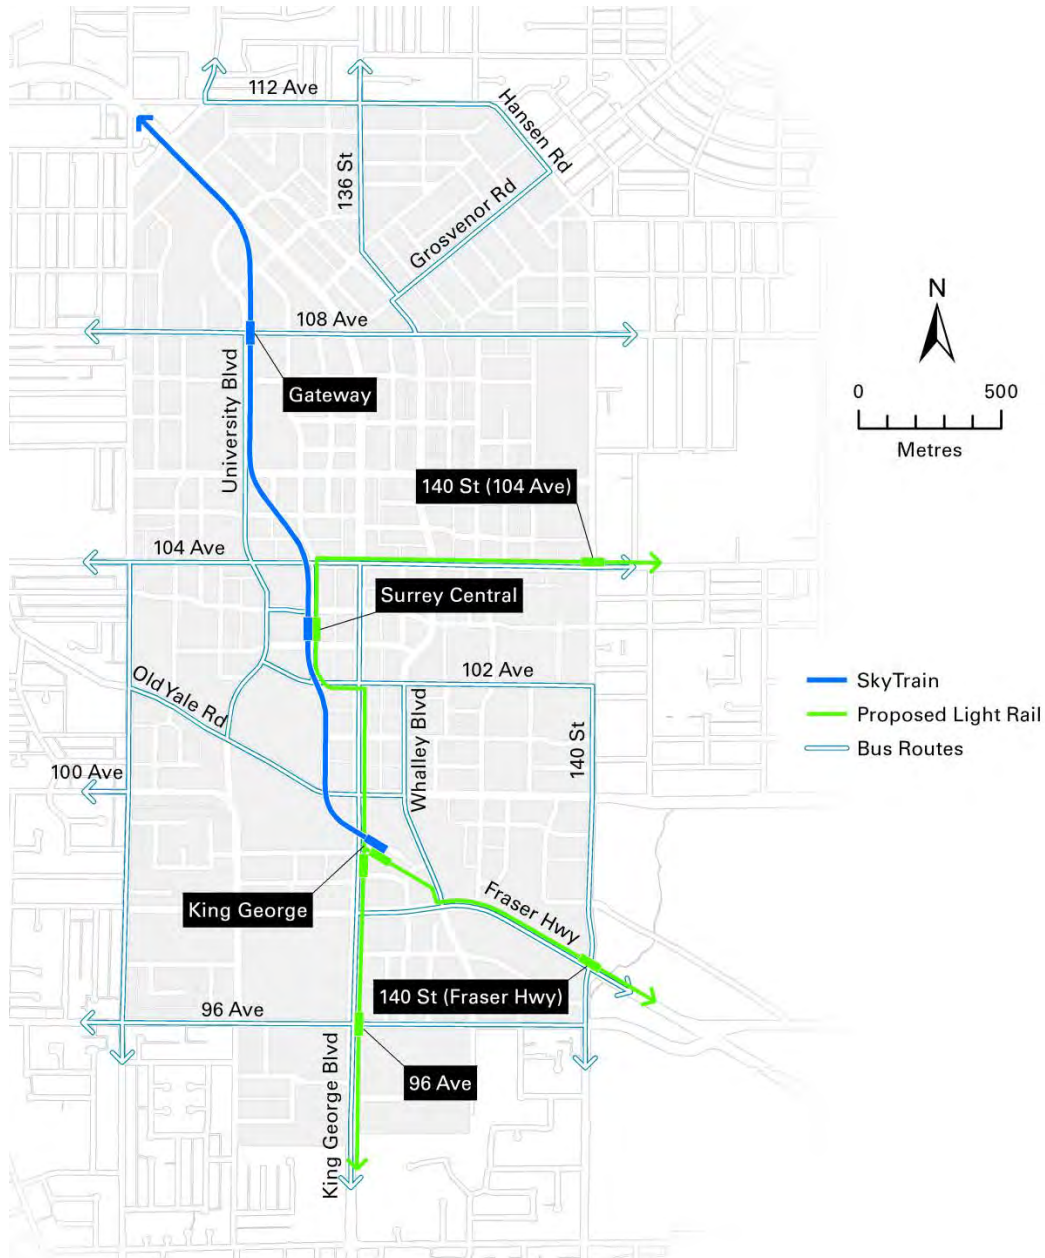 112 Ave
Hansen Rd
136 St
Grosvenor Rd
N
108 Ave
Gateway
0 500
Metres
University Blvd
140 St (104 Ave)
104 Ave
Surrey Central
102 Ave
Old Yale Rd
SkyTrain
Proposed Light Rail
Bus Routes
Whalley Blvd
140 St
100 Ave
King George
Fraser Hwy
140 St (Fraser Hwy)
96 Ave
96 Ave
King George Blvd